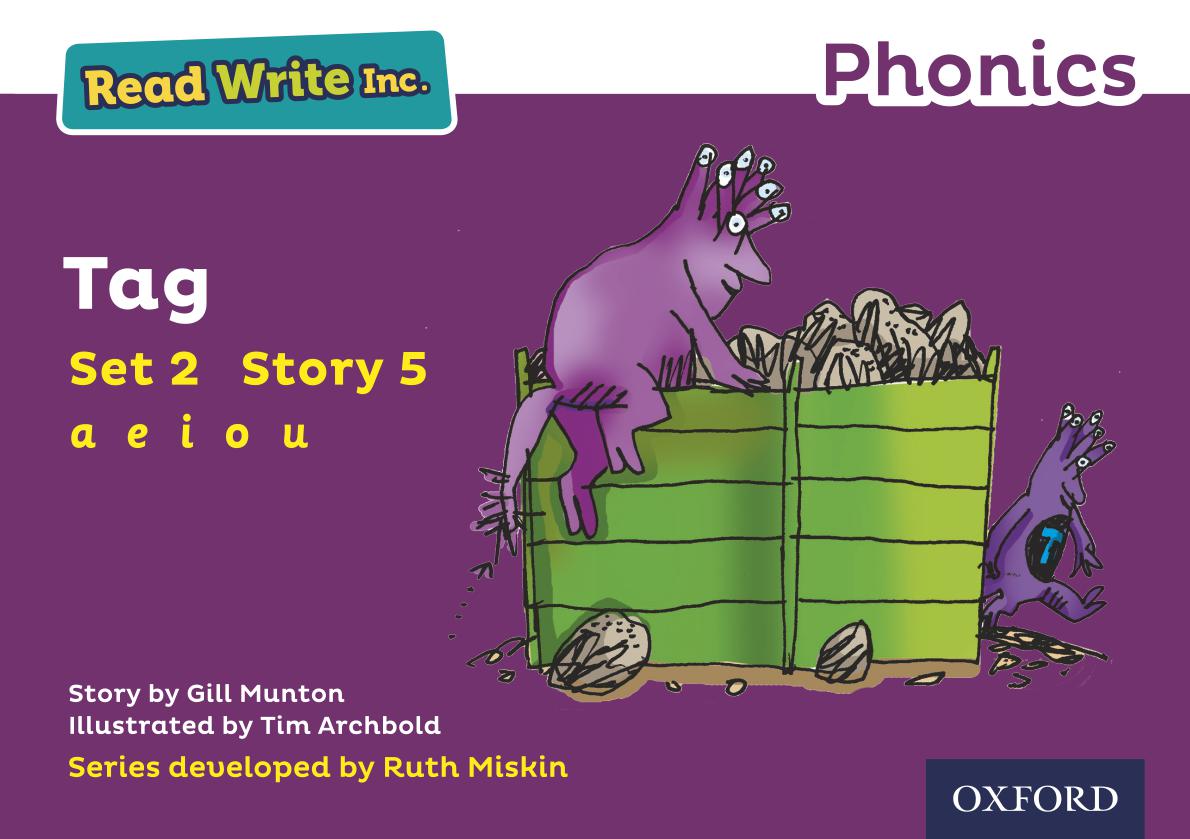 Read Write Inc.
Phonics
Tag
Set 2 Story 5
a e i o u
T
Story by Gill Munton
Illustrated by Tim Archbold
Series developed by Ruth Miskin
OXFORD